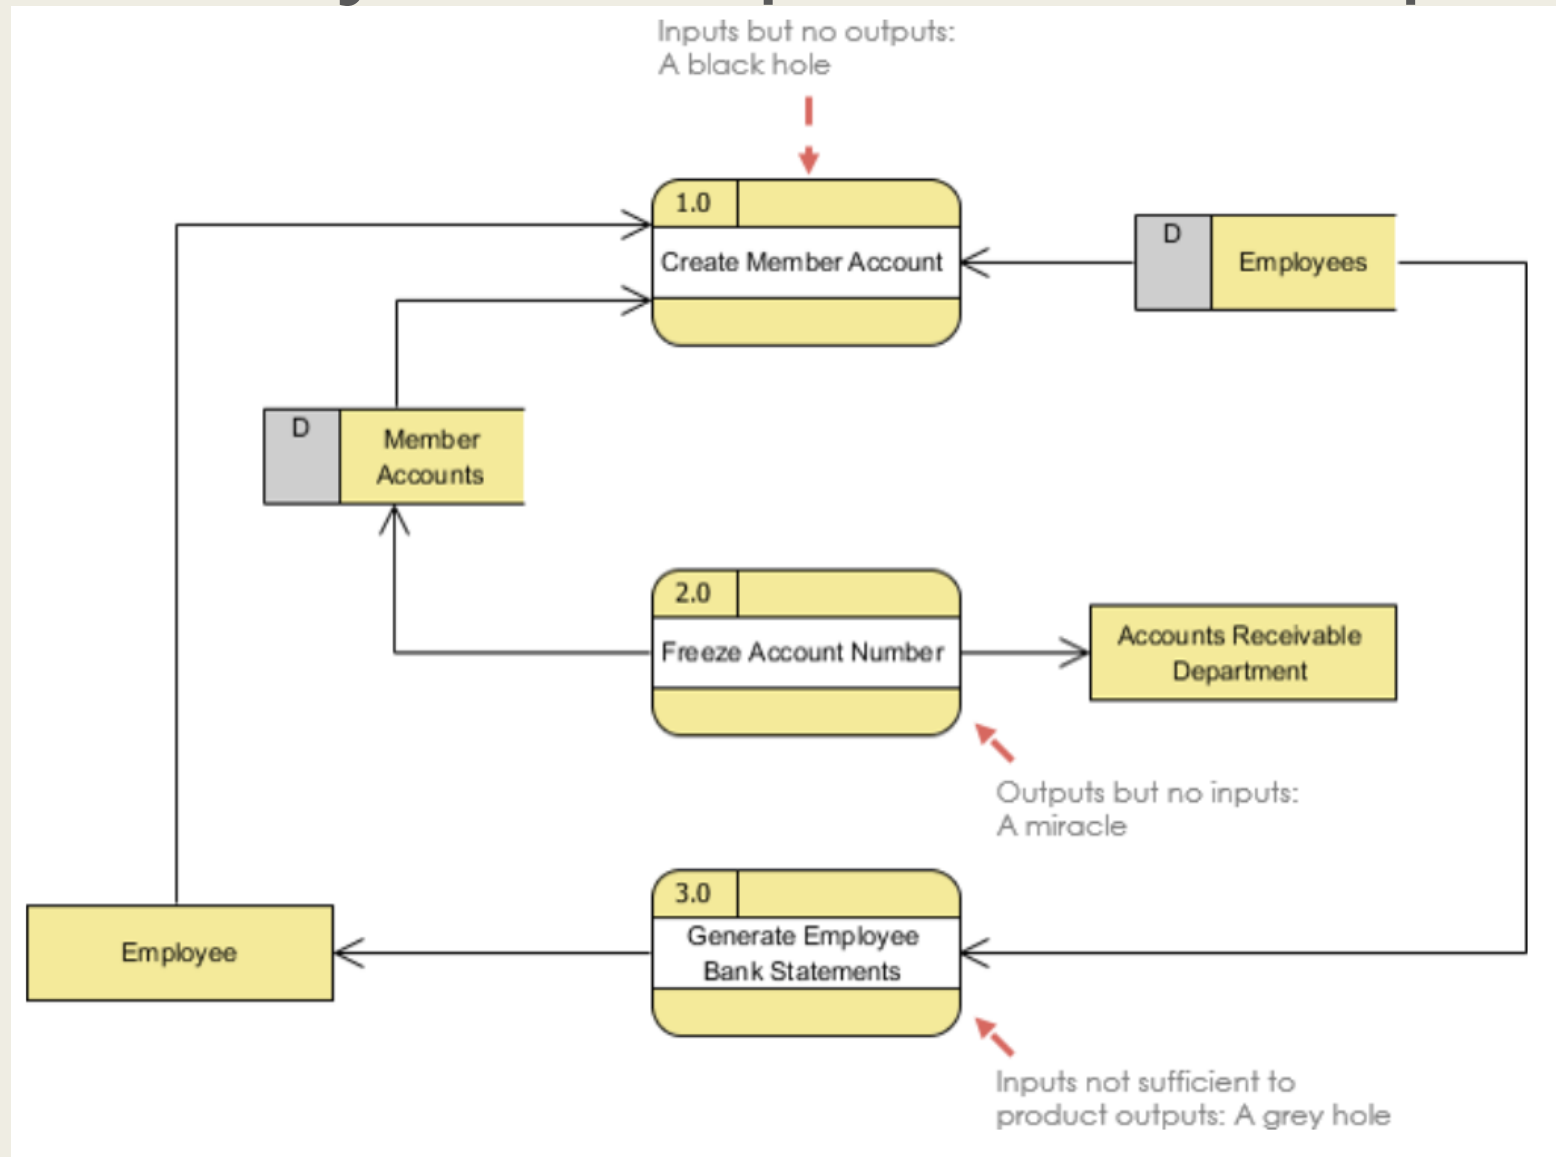 Inputs but no outputs:
A black hole
1.0
Create Member Account
D
Employees
D
Member
Accounts
2.0
Freeze Account Number
Accounts Receivable
Department
Outputs but no inputs:
A miracle
3.0
Generate Employee
Bank Statements
Employee
Inputs not sufficient to
product outputs: A grey hole